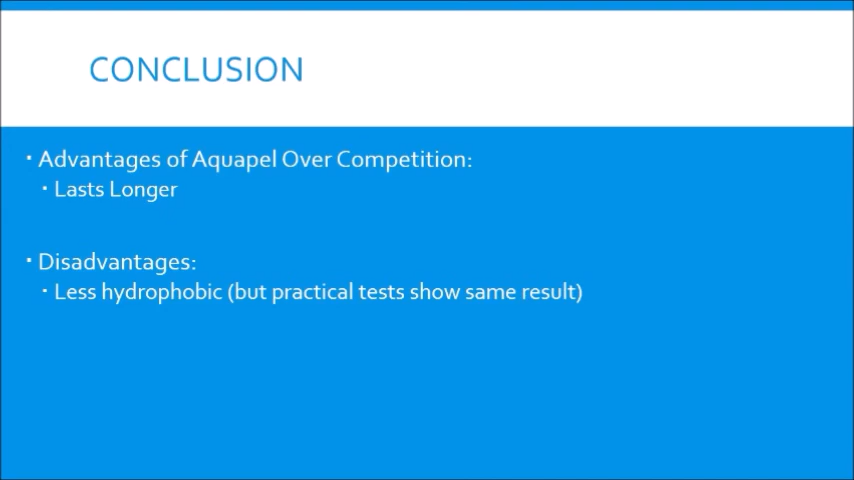 CONCLUSION
▪ Advantages of Aquapel Over Competition:
▪ Lasts Longer
▪ Disadvantages:
▪ Less hydrophobic (but practical tests show same result)